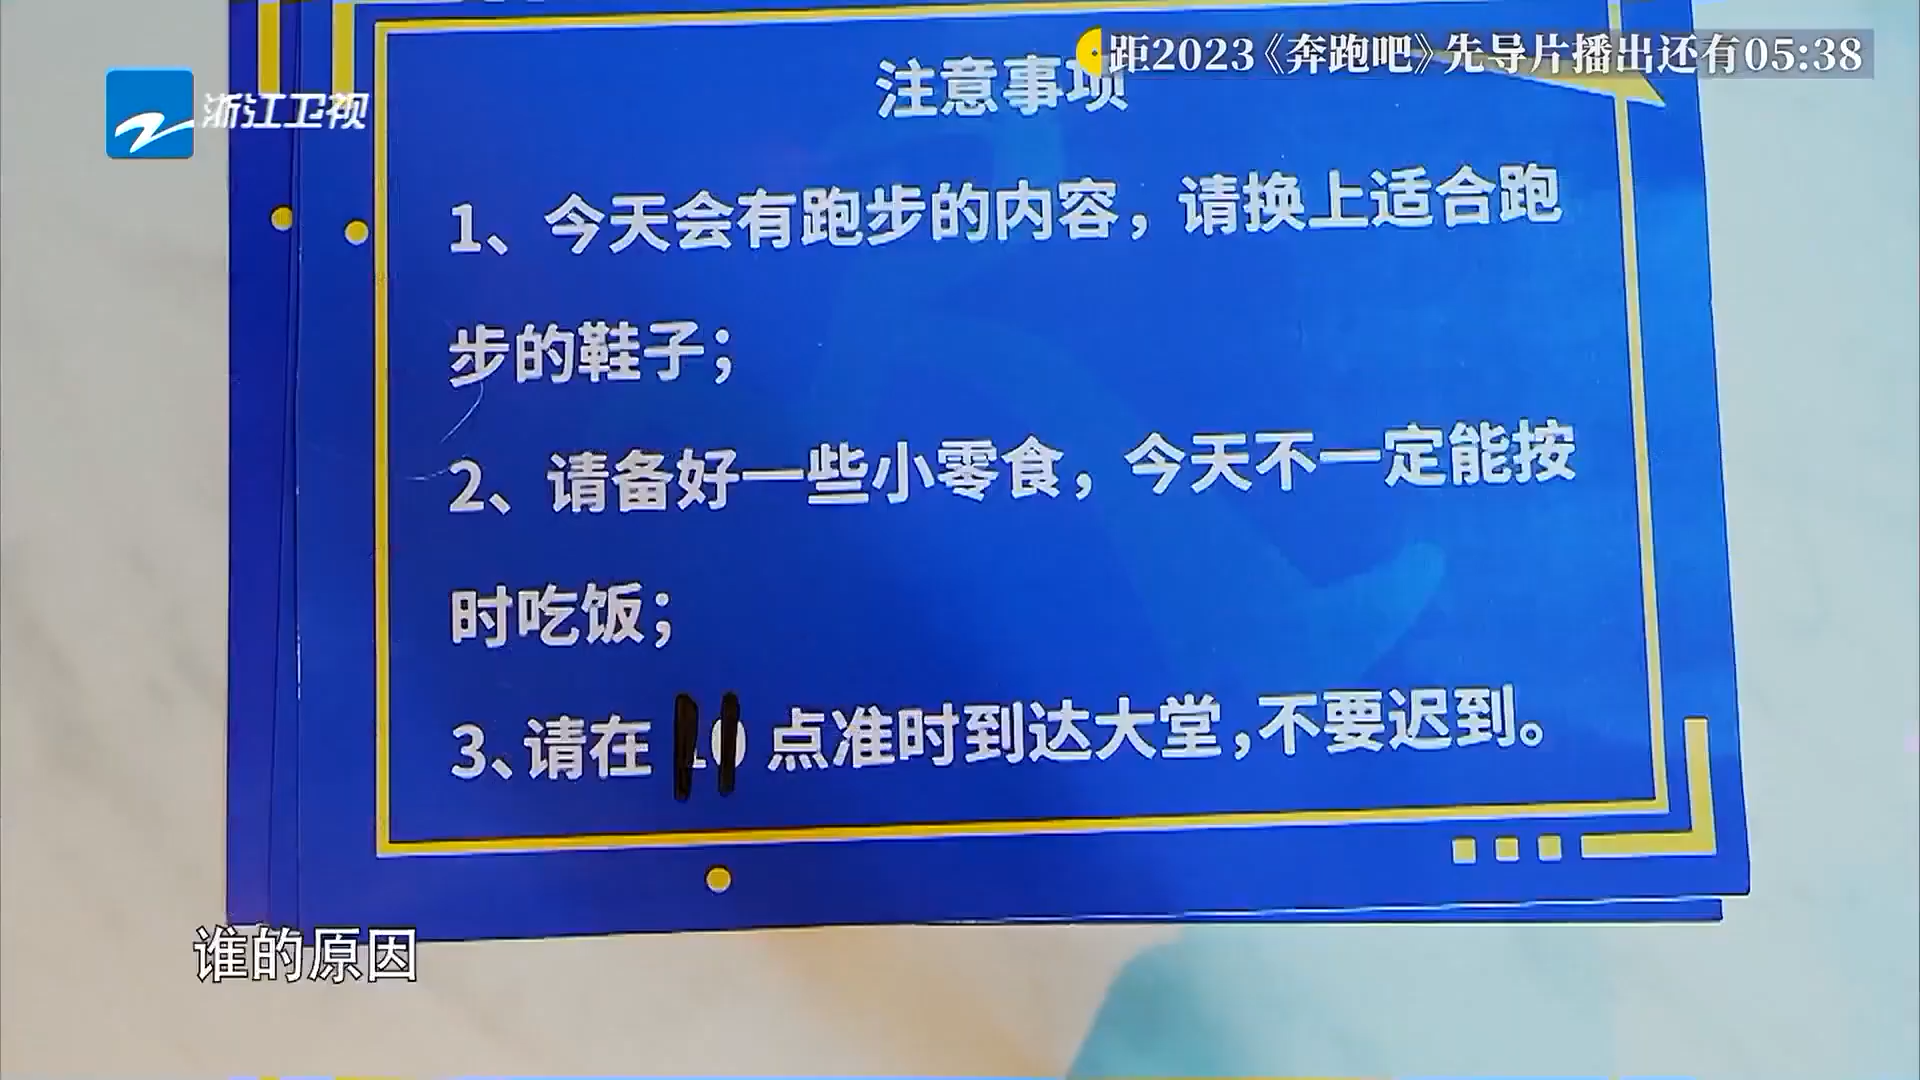 距2023《奔跑吧》先导片播出还有05:38
浙江卫视
注意事项
1、今天会有跑步的内容，请换上适合跑
步的鞋子；
2、请备好一些小零食，今天不一定能按
时吃饭；
3、请在 11 点准时到达大堂，不要迟到。
谁的原因